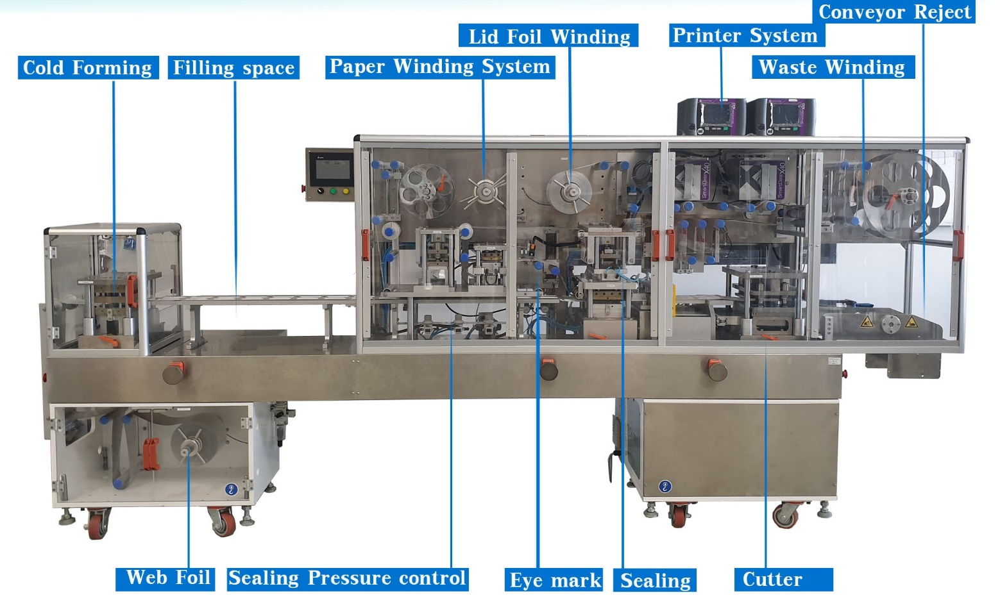 Conveyor Reject
Lid Foil Winding
Printer System
Cold Forming
Filling space
Paper Winding System
Waste Winding
SmartDate X40
SmartDate X40
Web Foil
Sealing Pressure control
Eye mark
Sealing
Cutter